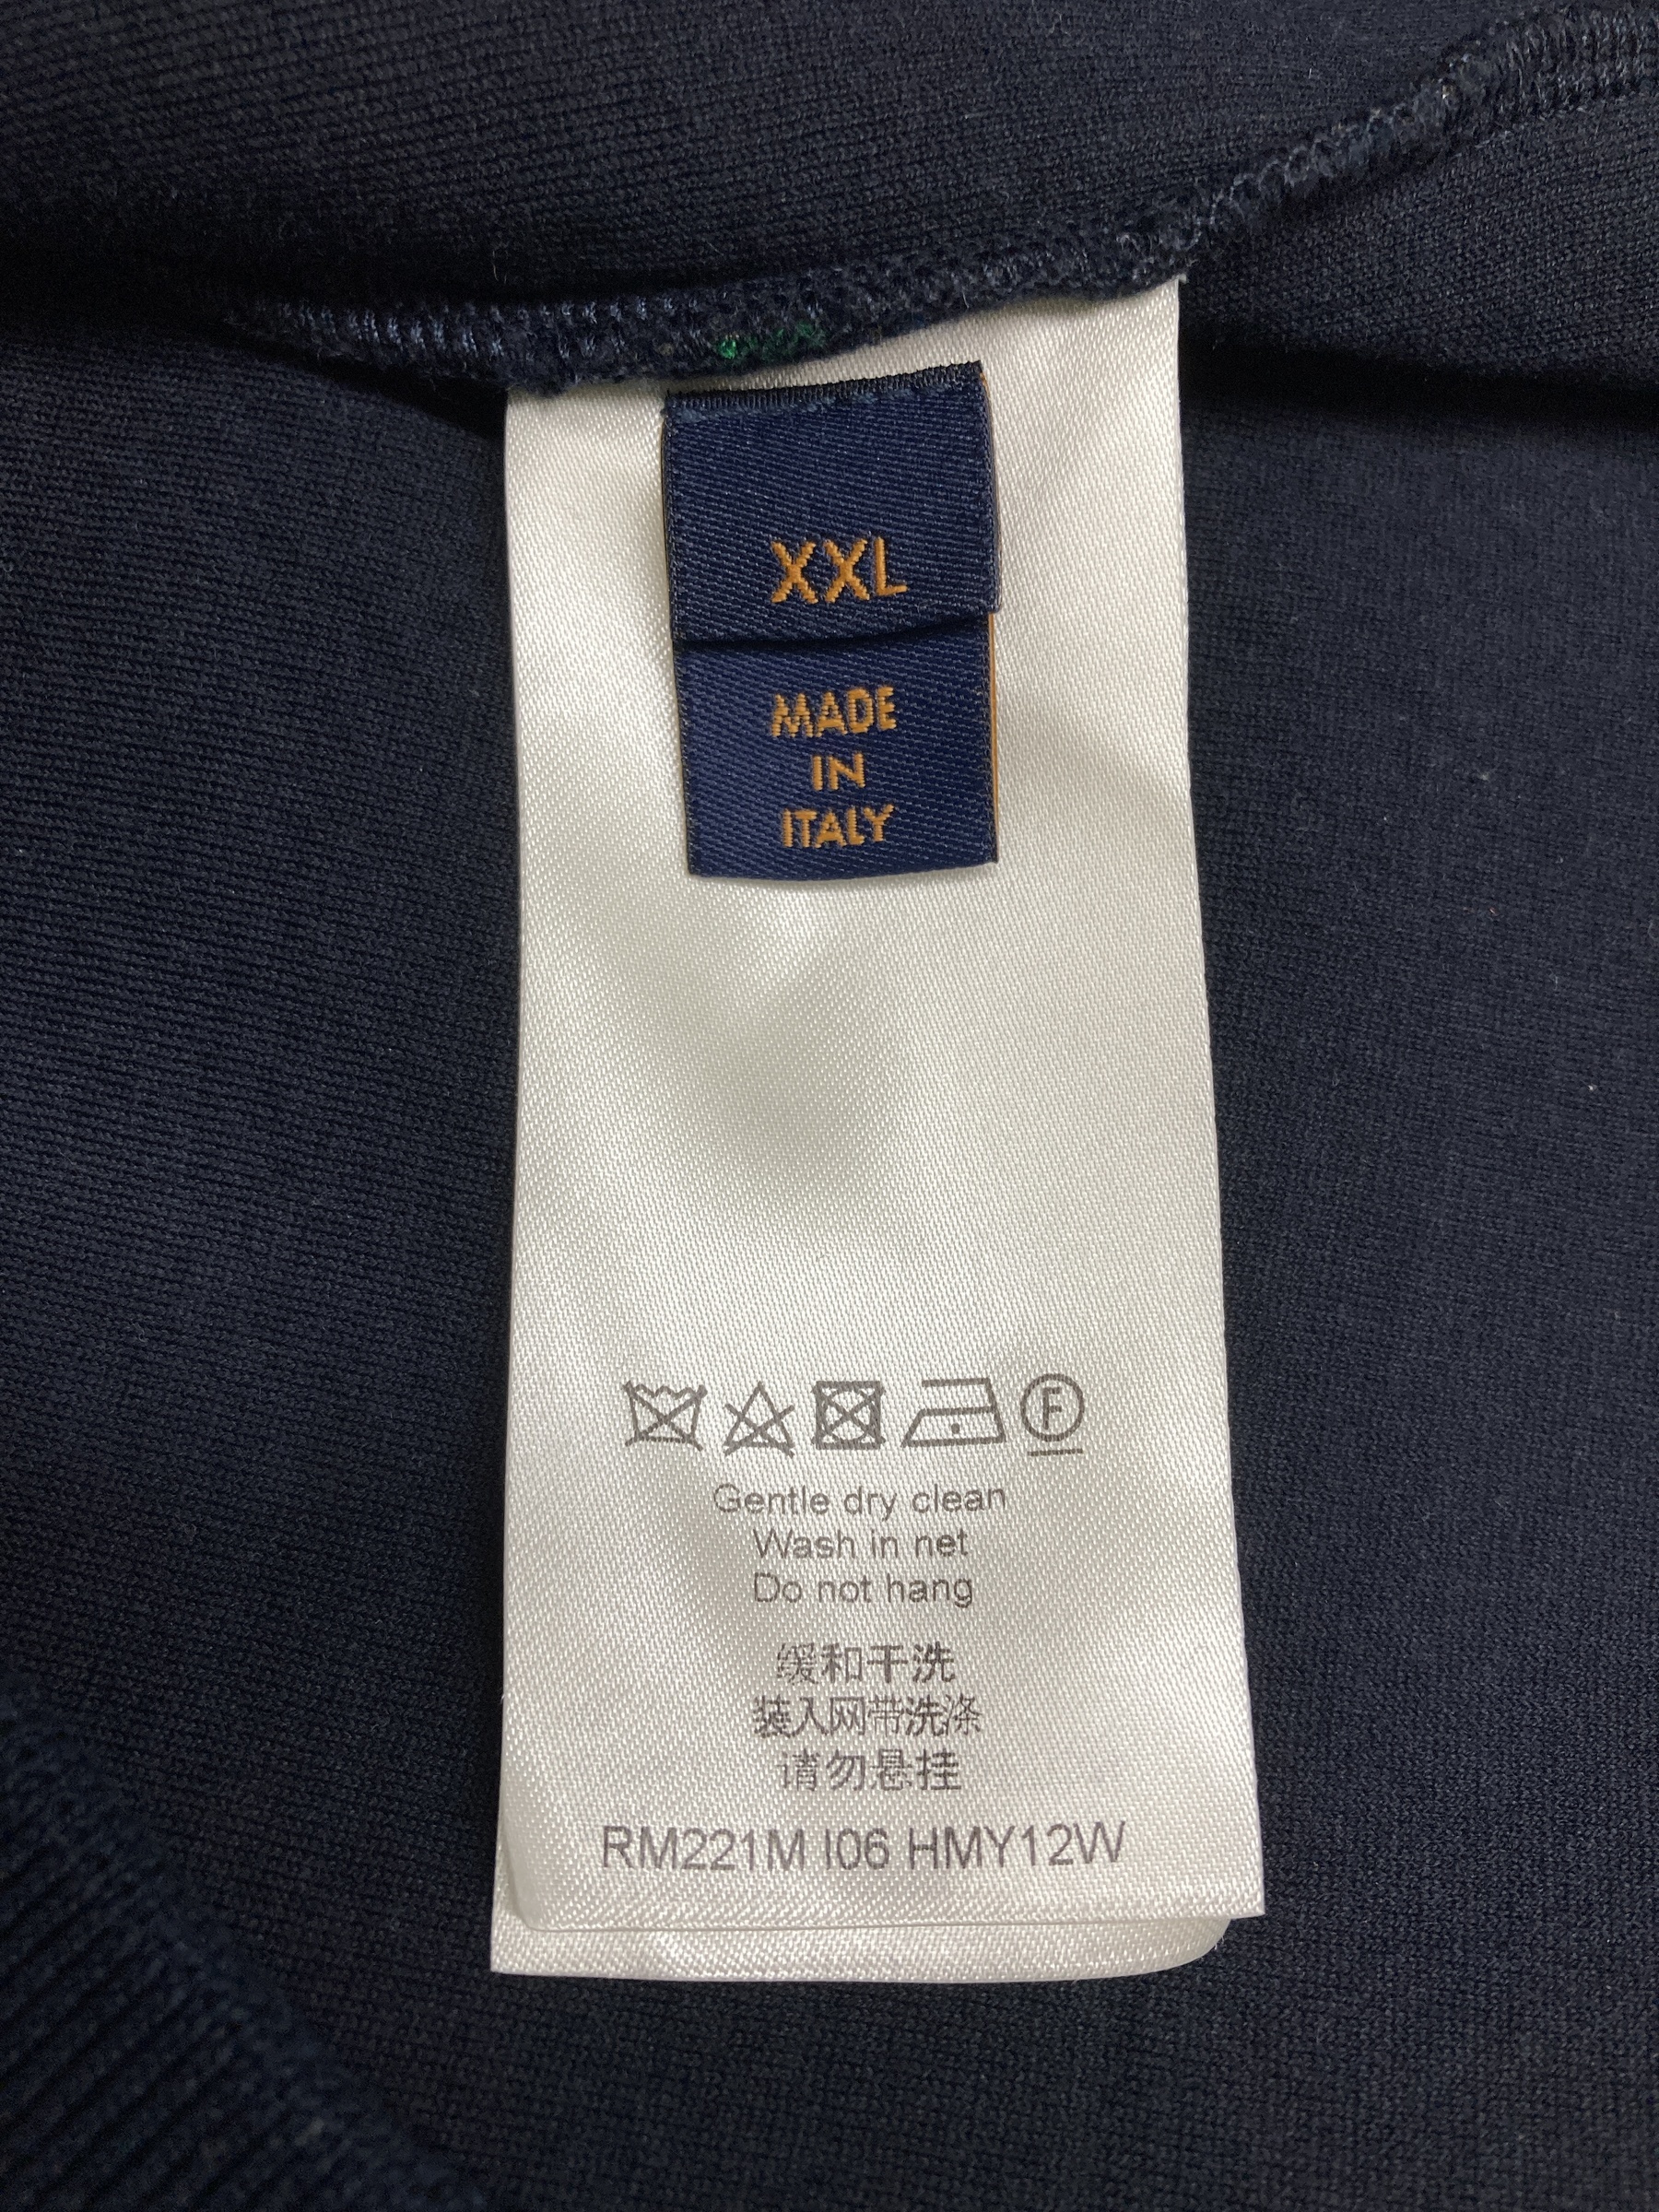 XXL
MADE
IN
ITALY
F
Gentle dry clean
Wash in net
Do not hang
缓和干洗
装入网带洗涤
请勿悬挂
RM221M I06 HMY12W